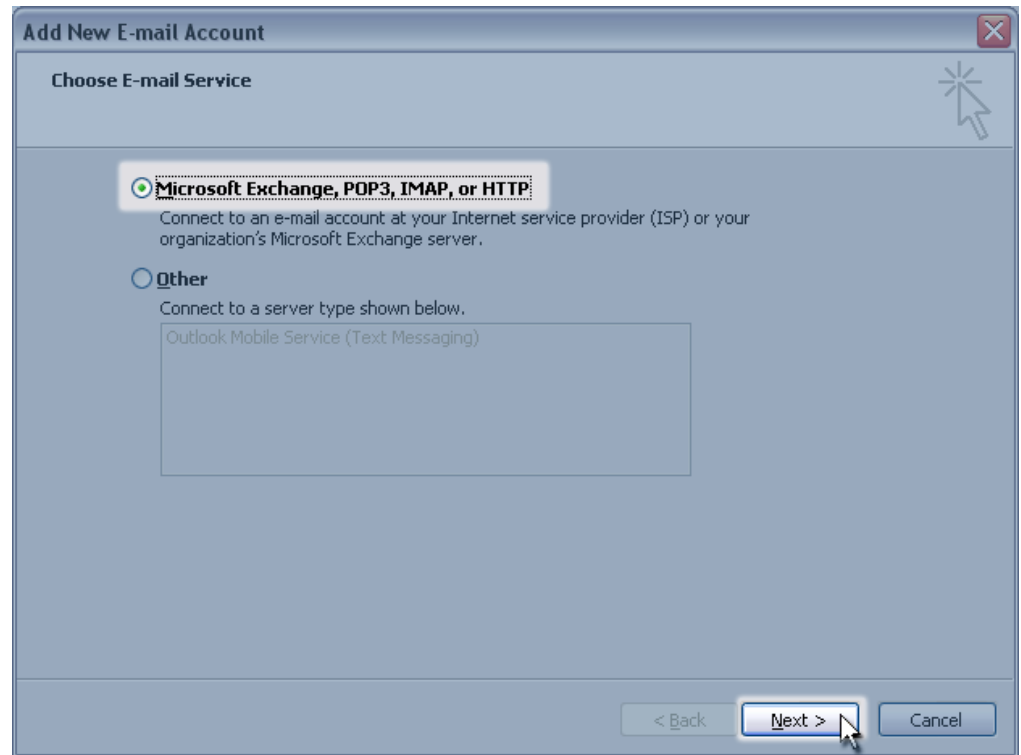 Add New E-mail Account
Choose E-mail Service
Microsoft Exchange, POP3, IMAP, or HTTP
Connect to an e-mail account at your Internet service provider (ISP) or your
organization's Microsoft Exchange server.
Other
Connect to a server type shown below.
Outlook Mobile Service (Text Messaging)
< Back
Next >
Cancel